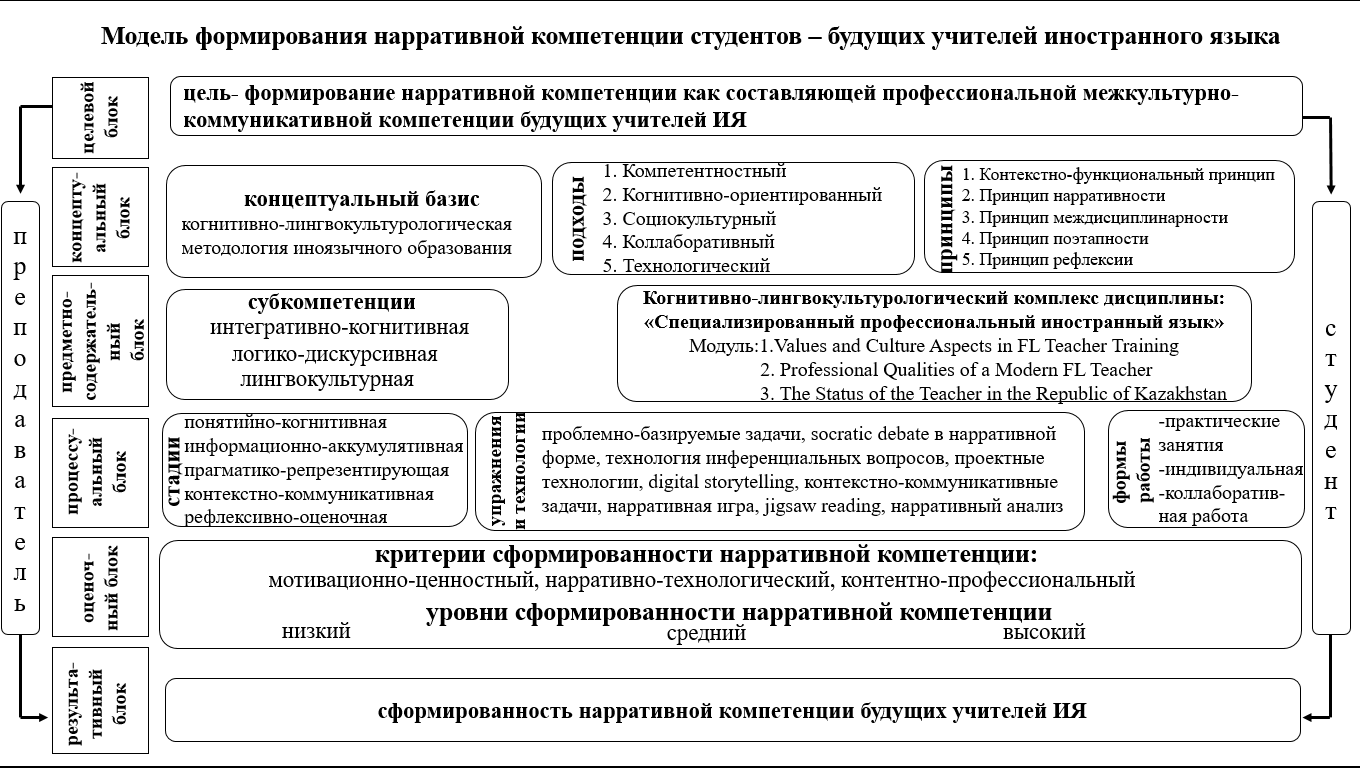 Модель формирования нарративной компетенции студентов – будущих учителей иностранного языка
целевой
блок
цель- формирование нарративной компетенции как составляющей профессиональной межкультурно-
коммуникативной компетенции будущих учителей ИЯ
преподаватель
студент
концепту-
альный
блок
концептуальный базис
когнитивно-лингвокультурологическая
методология иноязычного образования
подходы
1. Компетентностный
2. Когнитивно-ориентированный
3. Социокультурный
4. Коллаборативный
5. Технологический
принципы
1. Контекстно-функциональный принцип
2. Принцип нарративности
3. Принцип междисциплинарности
4. Принцип поэтапности
5. Принцип рефлексии
предметно-
содержатель-
ный
блок
субкомпетенции
интегративно-когнитивная
логико-дискурсивная
лингвокультурная
Когнитивно-лингвокультурологический комплекс дисциплины:
«Специализированный профессиональный иностранный язык»
Модуль:1.Values and Culture Aspects in FL Teacher Training
2. Professional Qualities of a Modern FL Teacher
3. The Status of the Teacher in the Republic of Kazakhstan
процессу-
альный
блок
стадии
понятийно-когнитивная
информационно-аккумулятивная
прагматико-репрезентирующая
контекстно-коммуникативная
рефлексивно-оценочная
упражнения
и технологии
проблемно-базируемые задачи, socratic debate в нарративной
форме, технология инференциальных вопросов, проектные
технологии, digital storytelling, контекстно-коммуникативные
задачи, нарративная игра, jigsaw reading, нарративный анализ
формы
работы
-практические
занятия
-индивидуальная
-коллаборатив-
ная работа
оценоч-
ный блок
критерии сформированности нарративной компетенции:
мотивационно-ценностный, нарративно-технологический, контентно-профессиональный
уровни сформированности нарративной компетенции
низкий средний высокий
результа-
тивный
блок
сформированность нарративной компетенции будущих учителей ИЯ